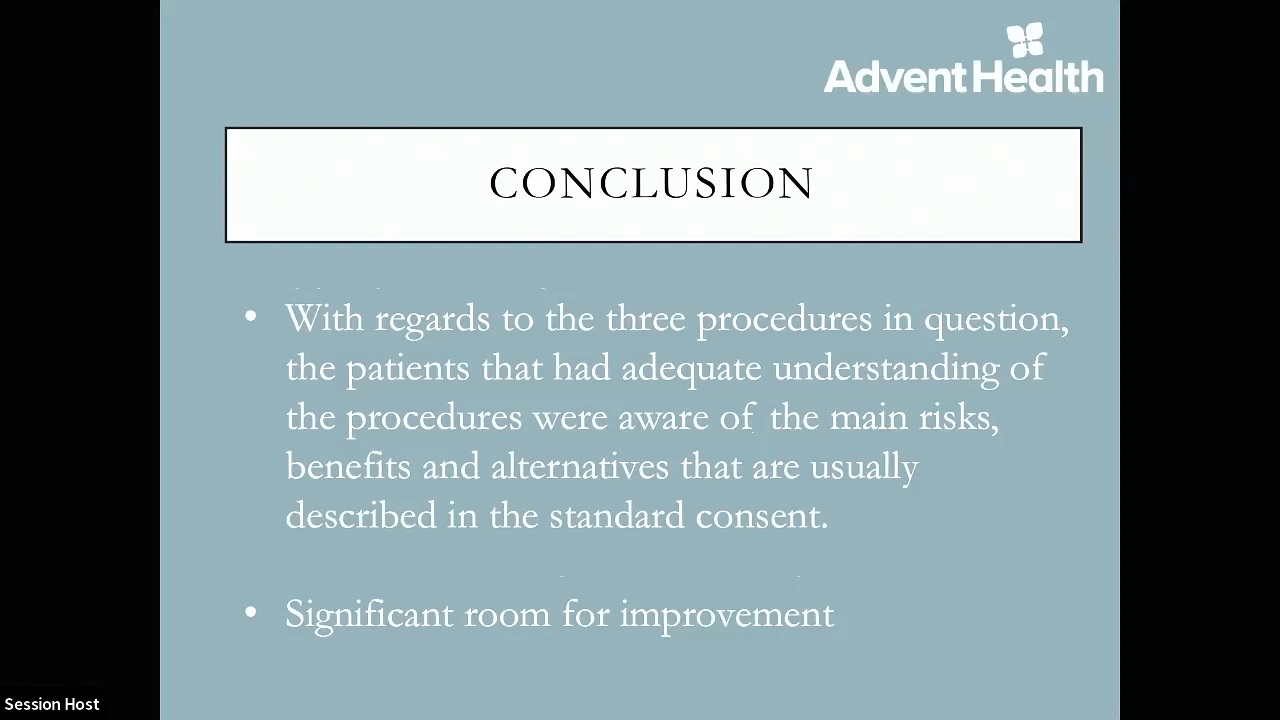 AdventHealth
CONCLUSION
• With regards to the three procedures in question,
the patients that had adequate understanding of
the procedures were aware of the main risks,
benefits and alternatives that are usually
described in the standard consent.
• Significant room for improvement
Session Host